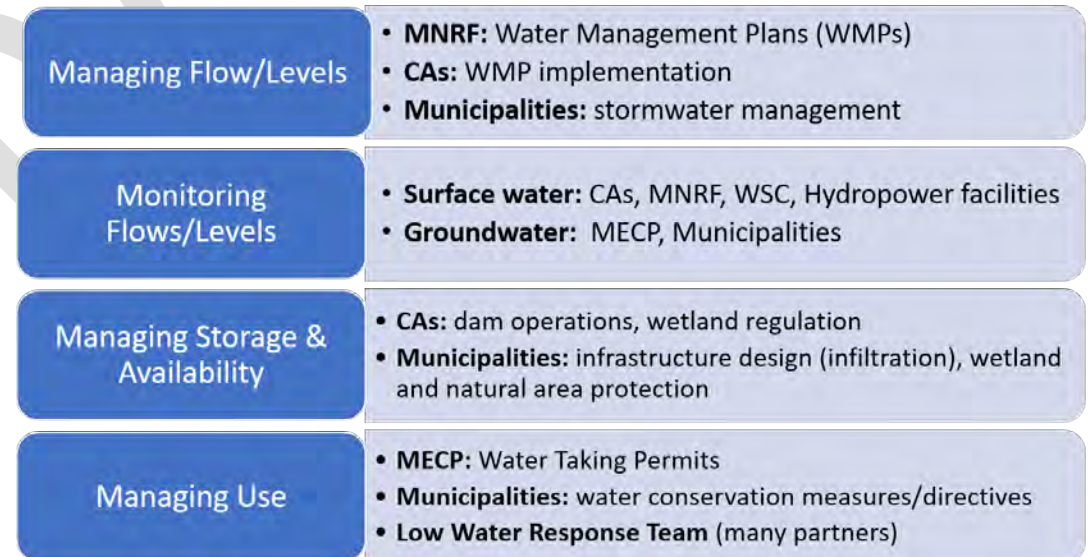 Managing Flow/Levels
• MNRF: Water Management Plans (WMPs)
• CAs: WMP implementation
• Municipalities: stormwater management
Monitoring
Flows/Levels
• Surface water: CAs, MNRF, WSC, Hydropower facilities
• Groundwater: MECP, Municipalities
Managing Storage &
Availability
• CAs: dam operations, wetland regulation
• Municipalities: infrastructure design (infiltration), wetland
and natural area protection
Managing Use
• MECP: Water Taking Permits
• Municipalities: water conservation measures/directives
• Low Water Response Team (many partners)